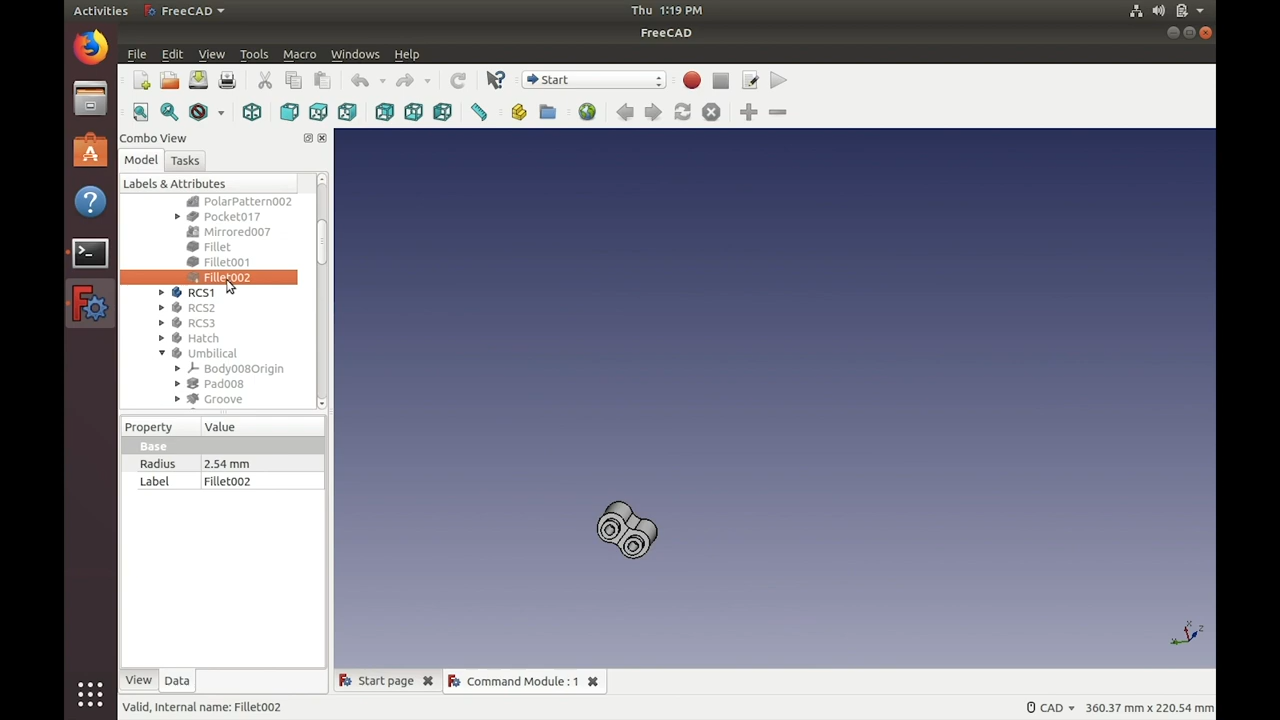 Activities FreeCAD Thu 1:19 PM
FreeCAD
File Edit View Tools Macro Windows Help
Start
Combo View
Model Tasks
Labels & Attributes
PolarPattern002
Pocket017
Mirrored007
Fillet
Fillet001
Fillet002
RCS1
RCS2
RCS3
Hatch
Umbilical
Body008Origin
Pad008
Groove
Property Value
Base
Radius 2.54 mm
Label Fillet002
View Data
Start page Command Module : 1
Valid, Internal name: Fillet002 CAD 360.37 mm x 220.54 mm